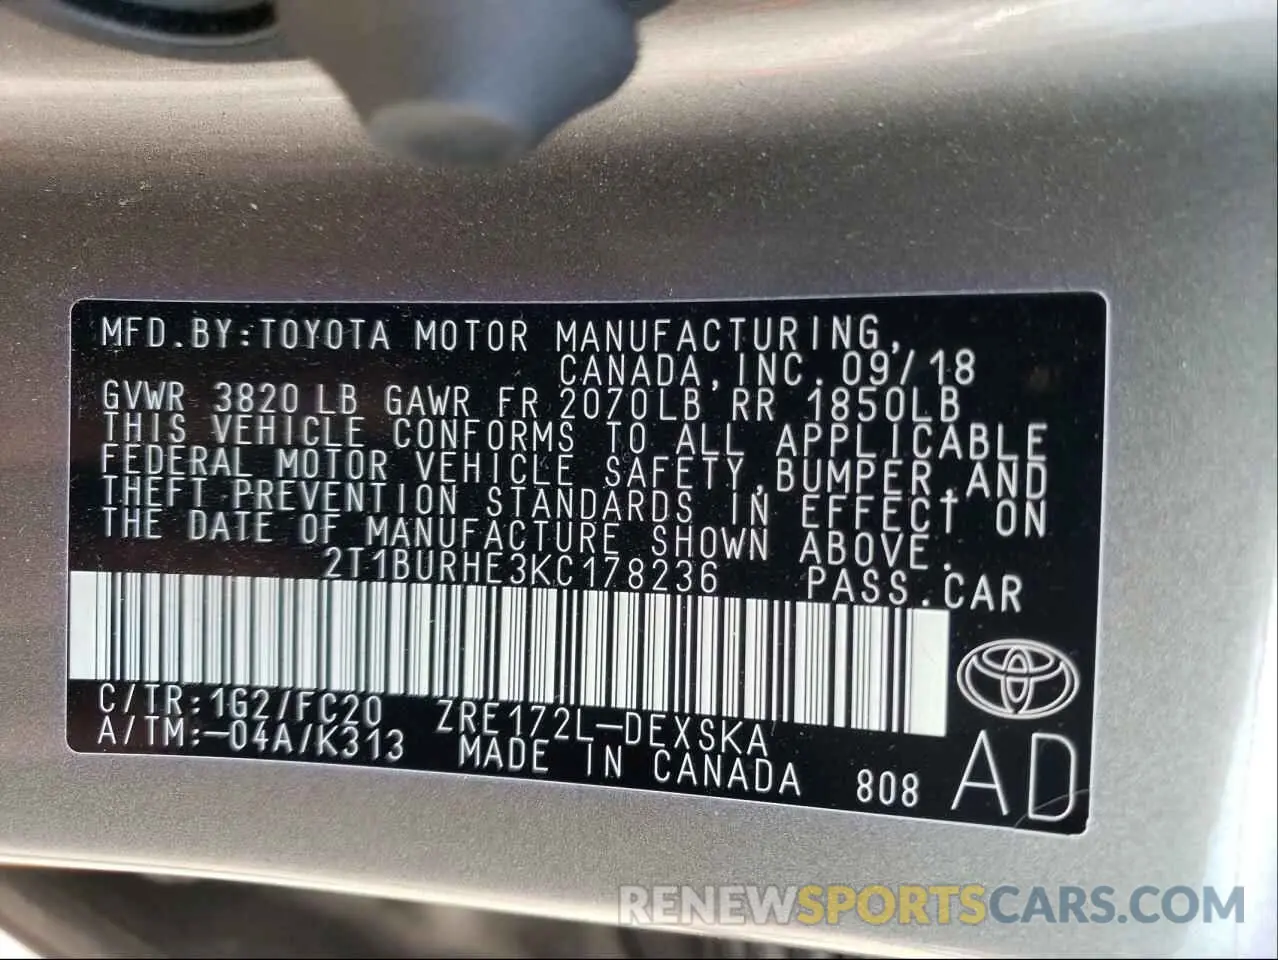 MFD.BY:TOYOTA MOTOR MANUFACTURING,
CANADA, INC. 09/18
GVWR 3820 LB GAWR FR 2070LB RR 1850LB
THIS VEHICLE CONFORMS TO ALL APPLICABLE
FEDERAL MOTOR VEHICLE SAFETY, BUMPER, AND
THEFT PREVENTION STANDARDS IN EFFECT ON
THE DATE OF MANUFACTURE SHOWN ABOVE.
2T1BURHE3KC178236 PASS.CAR
C/TR:1G2/FC20 ZRE172L-DEXSKA
A/TM:-04A/K313 MADE IN CANADA 808 AD
RENEWSPORTSCARS.COM